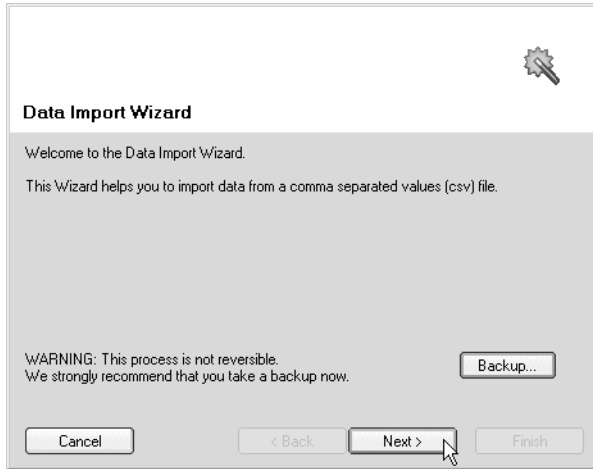 Data Import Wizard
Welcome to the Data Import Wizard.
This Wizard helps you to import data from a comma separated values (csv) file.
WARNING: This process is not reversible.
We strongly recommend that you take a backup now.
Backup...
Cancel
< Back
Next >
Finish